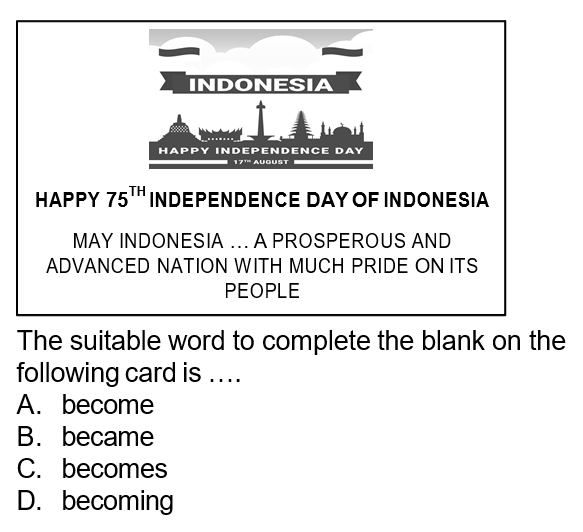 INDONESIA
HAPPY INDEPENDENCE DAY
17TH AUGUST
HAPPY 75TH INDEPENDENCE DAY OF INDONESIA
MAY INDONESIA … A PROSPEROUS AND
ADVANCED NATION WITH MUCH PRIDE ON ITS
PEOPLE
The suitable word to complete the blank on the
following card is ….
A. become
B. became
C. becomes
D. becoming